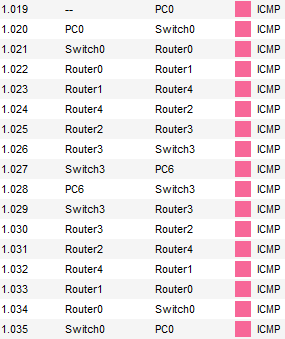 1.019 -- PC0 ICMP
1.020 PC0 Switch0 ICMP
1.021 Switch0 Router0 ICMP
1.022 Router0 Router1 ICMP
1.023 Router1 Router4 ICMP
1.024 Router4 Router2 ICMP
1.025 Router2 Router3 ICMP
1.026 Router3 Switch3 ICMP
1.027 Switch3 PC6 ICMP
1.028 PC6 Switch3 ICMP
1.029 Switch3 Router3 ICMP
1.030 Router3 Router2 ICMP
1.031 Router2 Router4 ICMP
1.032 Router4 Router1 ICMP
1.033 Router1 Router0 ICMP
1.034 Router0 Switch0 ICMP
1.035 Switch0 PC0 ICMP